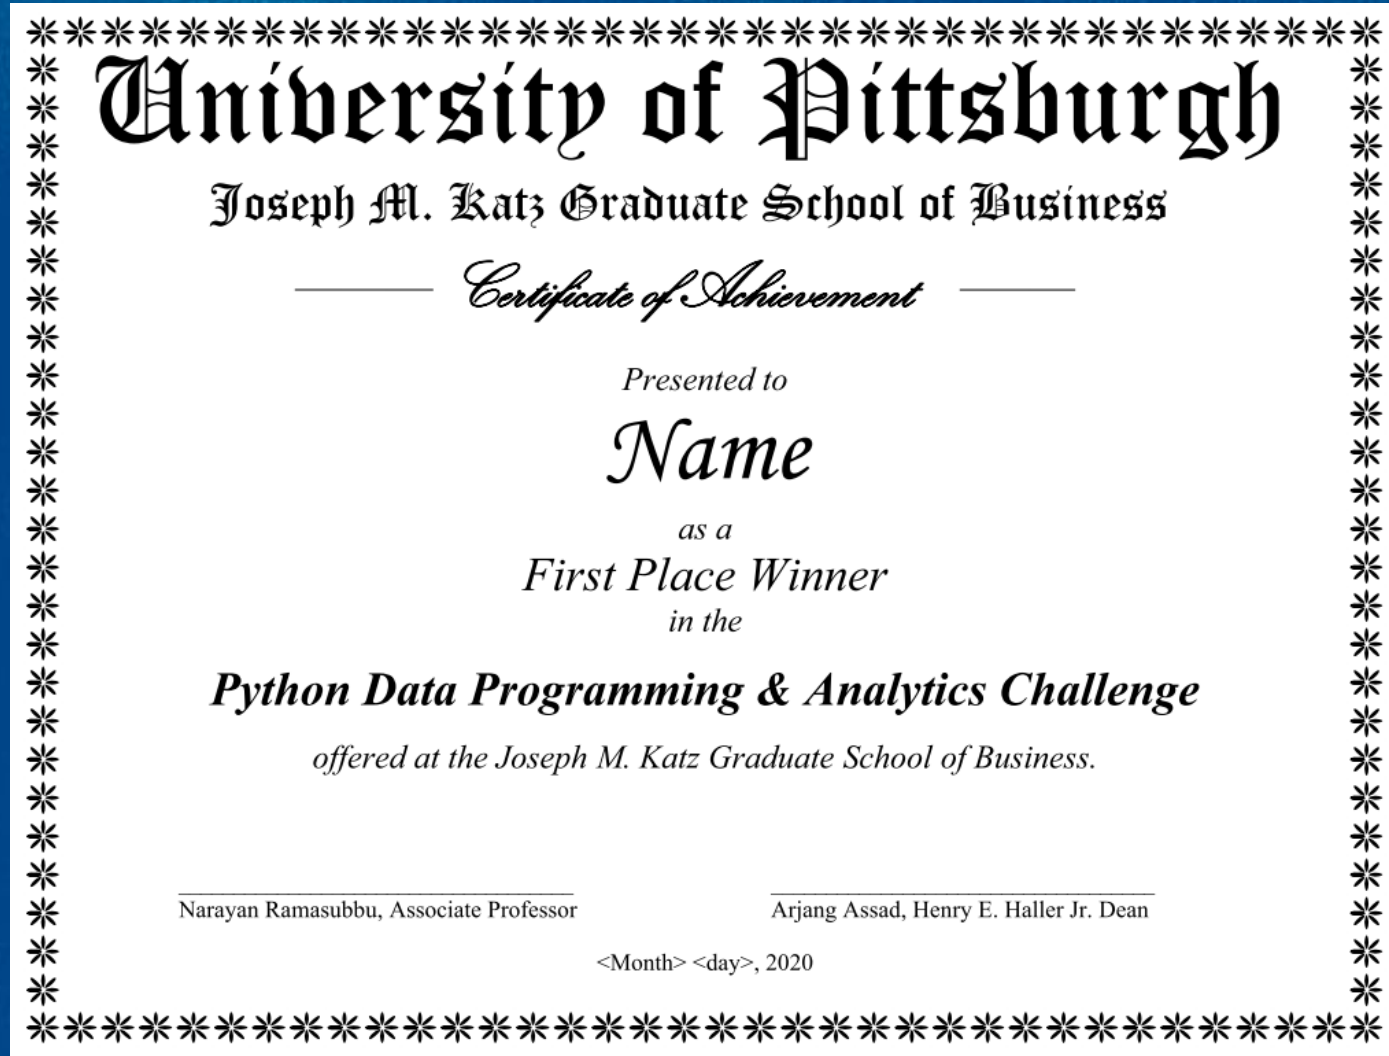 University of Pittsburgh
Joseph M. Katz Graduate School of Business
Certificate of Achievement
Presented to
Name
as a
First Place Winner
in the
Python Data Programming & Analytics Challenge
offered at the Joseph M. Katz Graduate School of Business.
Narayan Ramasubbu, Associate Professor
Arjang Assad, Henry E. Haller Jr. Dean
<Month> <day>, 2020